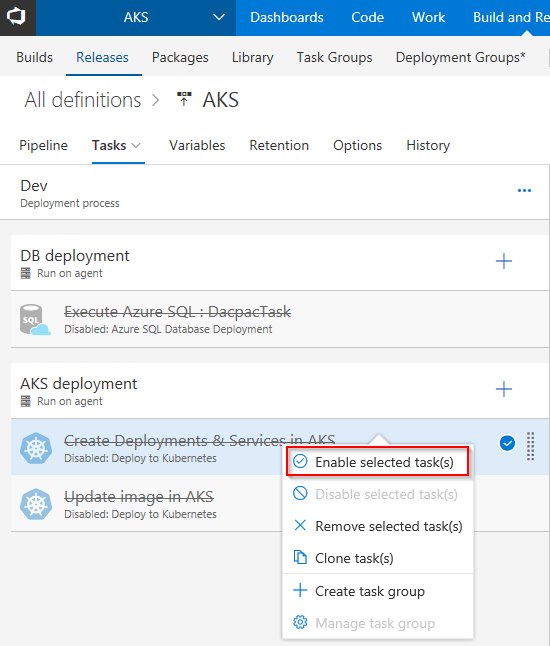 AKS Dashboards Code Work Build and Re
Builds Releases Packages Library Task Groups Deployment Groups*
All definitions > AKS
Pipeline Tasks Variables Retention Options History
Dev
...
Deployment process
DB deployment
Run on agent
SQL
Execute Azure SQL : DacpacTask
Disabled: Azure SQL Database Deployment
AKS deployment
Run on agent
Create Deployments & Services in AKS
Disabled: Deploy to Kubernetes
Update image in AKS
Disabled: Deploy to Kubernetes
Enable selected task(s)
Disable selected task(s)
Remove selected task(s)
Clone task(s)
Create task group
Manage task group